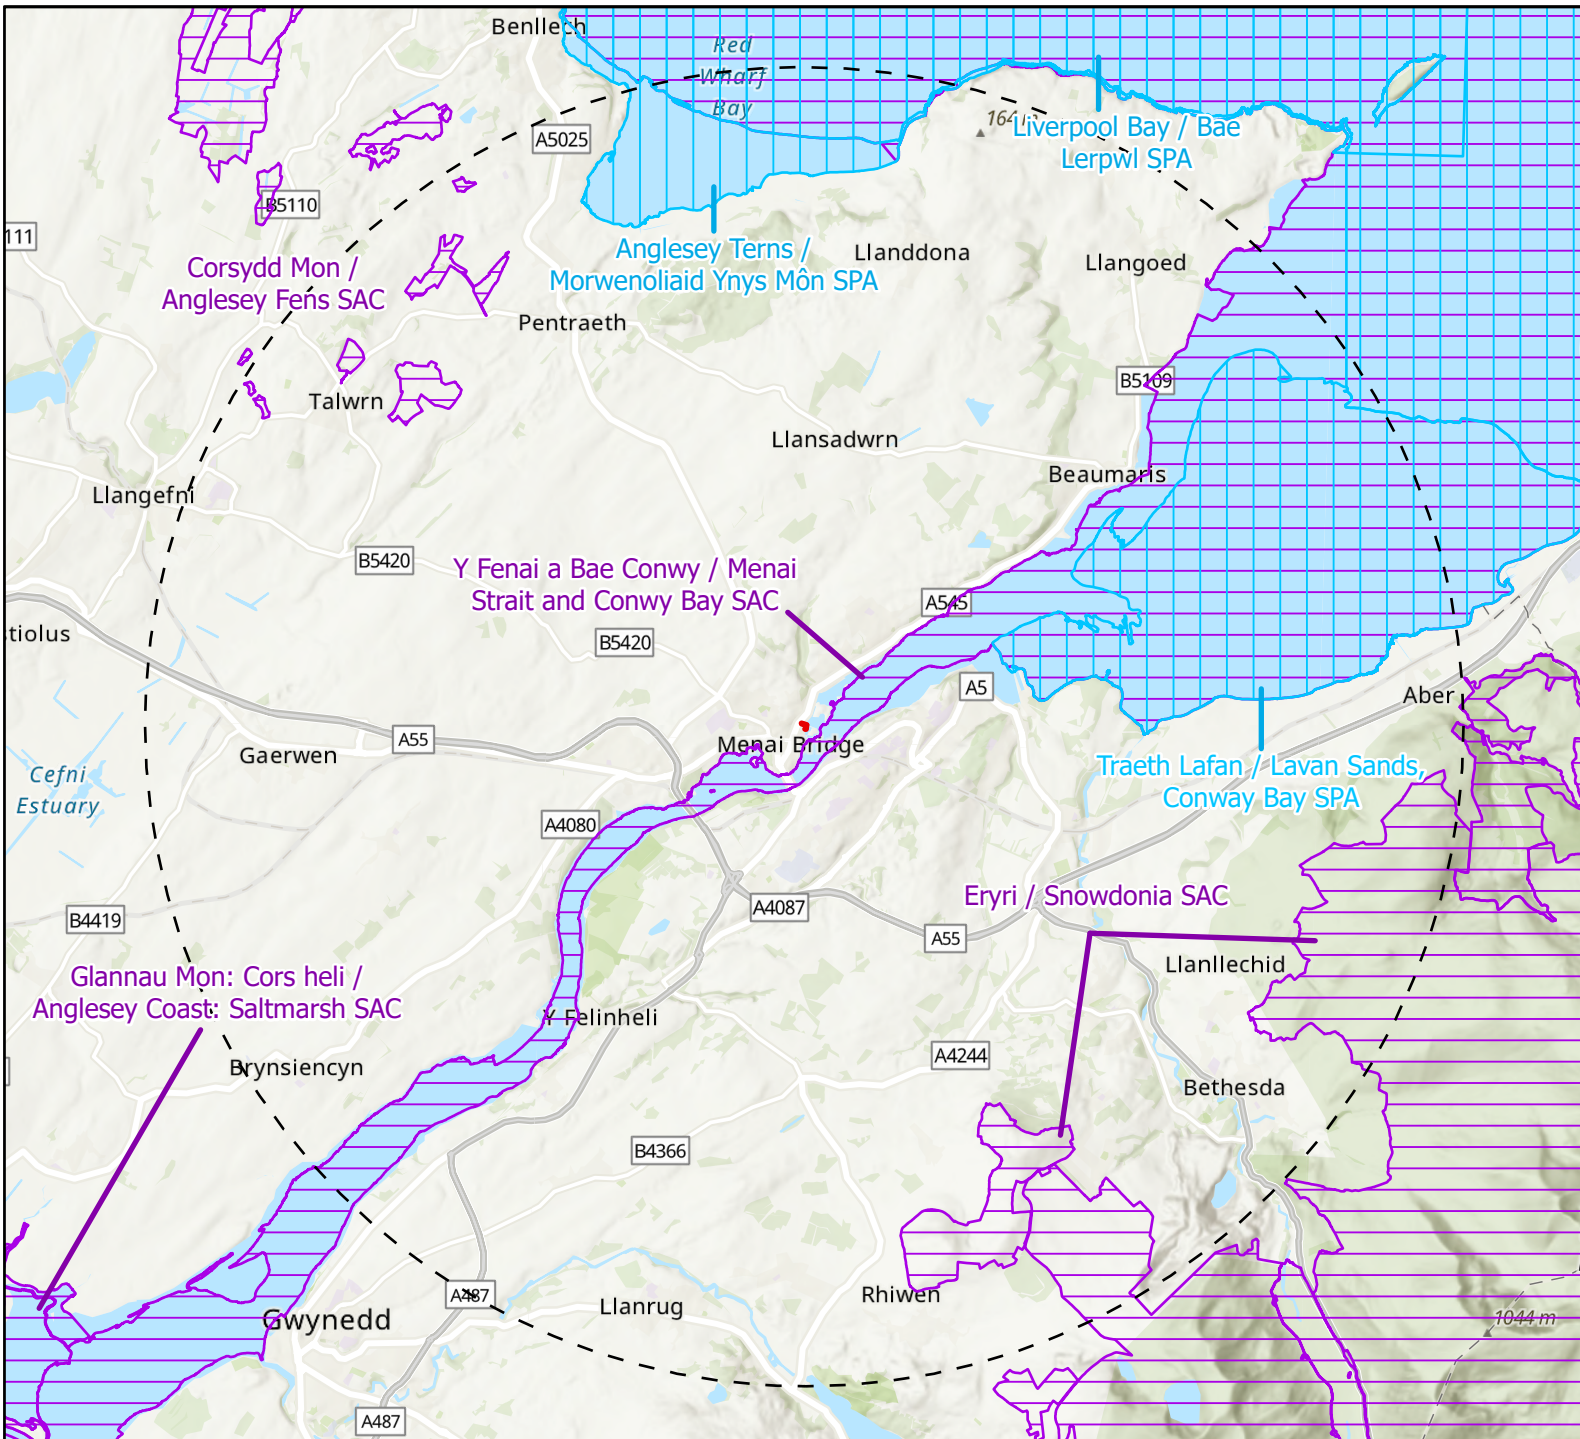 Benllech
Red
Wharf
Bay
A5025
164 m
Liverpool Bay / Bae
Lerpwl SPA
B5110
111
Anglesey Terns /
Morwenoliaid Ynys Môn SPA
Llanddona
Llangoed
Corsydd Mon /
Anglesey Fens SAC
Pentraeth
B5109
Talwrn
Llansadwrn
Beaumaris
Llangefni
B5420
Y Fenai a Bae Conwy / Menai
Strait and Conwy Bay SAC
A545
stiolus
B5420
A5
Aber
Menai Bridge
A55
Gaerwen
Cefni
Estuary
Traeth Lafan / Lavan Sands,
Conway Bay SPA
A4080
Eryri / Snowdonia SAC
A4087
B4419
A55
Llanllechid
Glannau Mon: Cors heli /
Anglesey Coast: Saltmarsh SAC
Y Felinheli
A4244
Brynsiencyn
Bethesda
B4366
A487
Rhiwen
Llanrug
Gwynedd
1044 m
A487